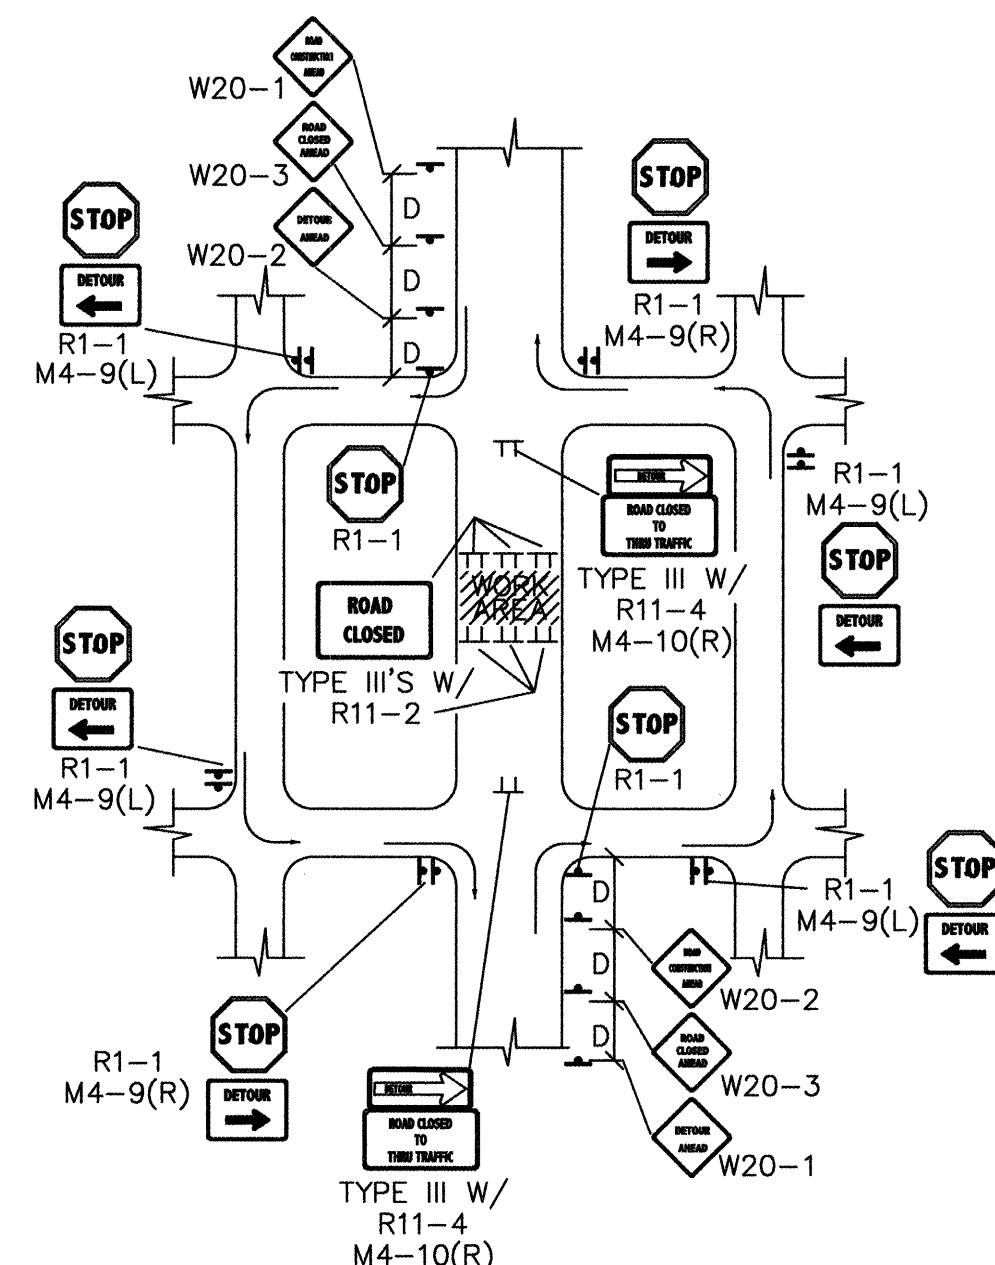 ROAD
CONSTRUCTION
AHEAD
W20-1
ROAD
CLOSED
AHEAD
W20-3
DETOUR
AHEAD
W20-2
D
D
D
STOP
DETOUR
R1-1
M4-9(L)
STOP
DETOUR
R1-1
M4-9(R)
STOP
R1-1
DETOUR
ROAD CLOSED
TO
THRU TRAFFIC
TYPE III W/
R11-4
M4-10(R)
R1-1
M4-9(L)
STOP
DETOUR
WORK
AREA
ROAD
CLOSED
TYPE III'S W/
R11-2
STOP
DETOUR
R1-1
M4-9(L)
STOP
R1-1
R1-1
M4-9(L)
STOP
DETOUR
D
D
D
ROAD
CONSTRUCTION
AHEAD
W20-2
ROAD
CLOSED
AHEAD
W20-3
DETOUR
AHEAD
W20-1
STOP
DETOUR
R1-1
M4-9(R)
DETOUR
ROAD CLOSED
TO
THRU TRAFFIC
TYPE III W/
R11-4
M4-10(R)